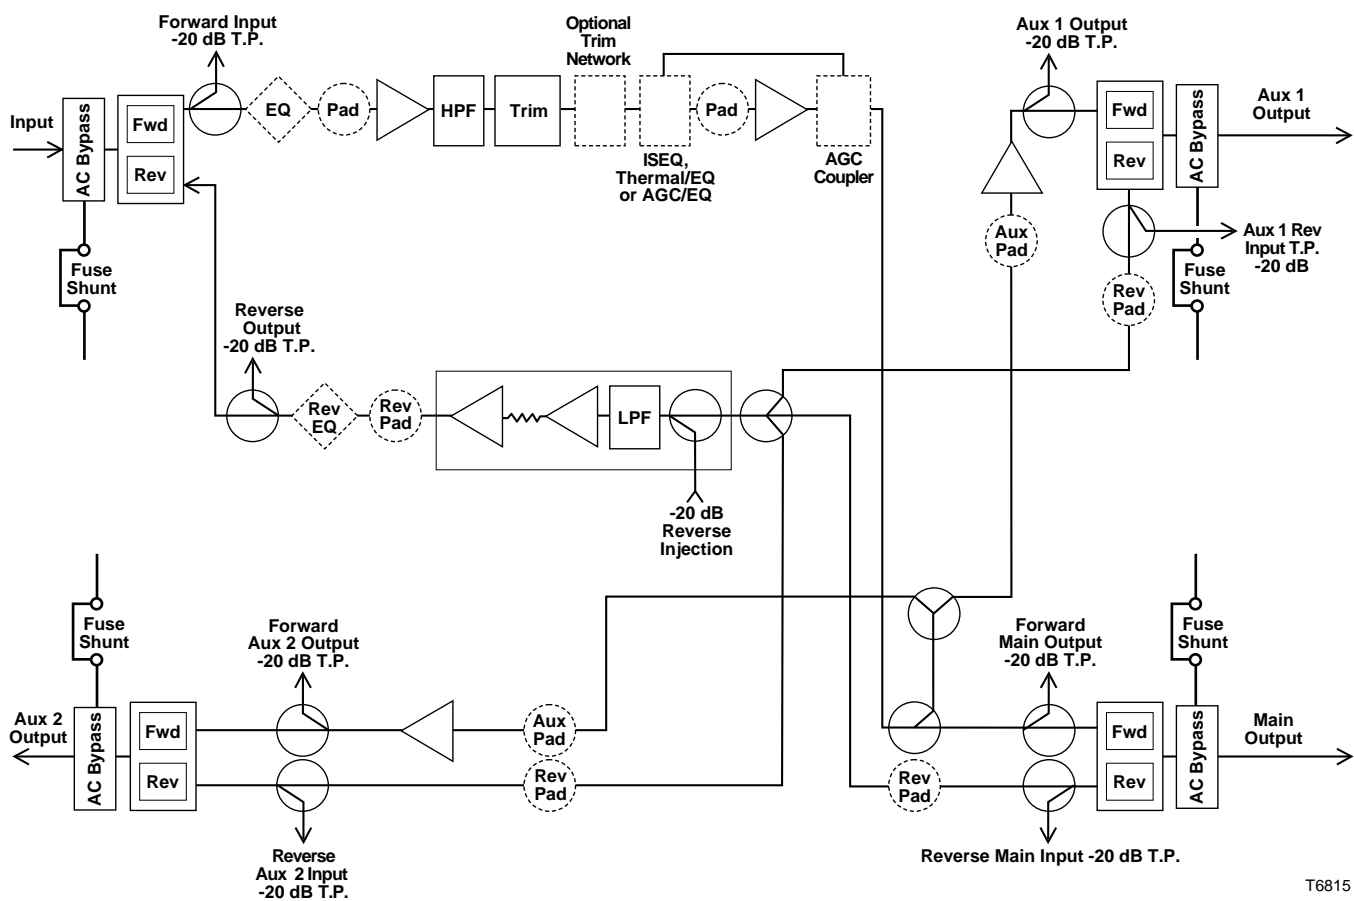 Forward Input
-20 dB T.P.
Optional
Trim
Network
Aux 1 Output
-20 dB T.P.
Input
AC Bypass
Fwd
Rev
EQ
Pad
HPF
Trim
Pad
ISEQ,
Thermal/EQ
or AGC/EQ
AGC
Coupler
Fwd
Rev
AC Bypass
Aux 1
Output
Aux
Pad
Aux 1 Rev
Input T.P.
-20 dB
Fuse
Shunt
Rev
Pad
Fuse
Shunt
Reverse
Output
-20 dB T.P.
Rev
EQ
Rev
Pad
LPF
-20 dB
Reverse
Injection
Fuse
Shunt
Forward
Aux 2 Output
-20 dB T.P.
Forward
Main Output
-20 dB T.P.
Fuse
Shunt
Aux 2
Output
AC Bypass
Fwd
Rev
Aux
Pad
Rev
Pad
Rev
Pad
Fwd
Rev
AC Bypass
Main
Output
Reverse
Aux 2 Input
-20 dB T.P.
Reverse Main Input -20 dB T.P.
T6815